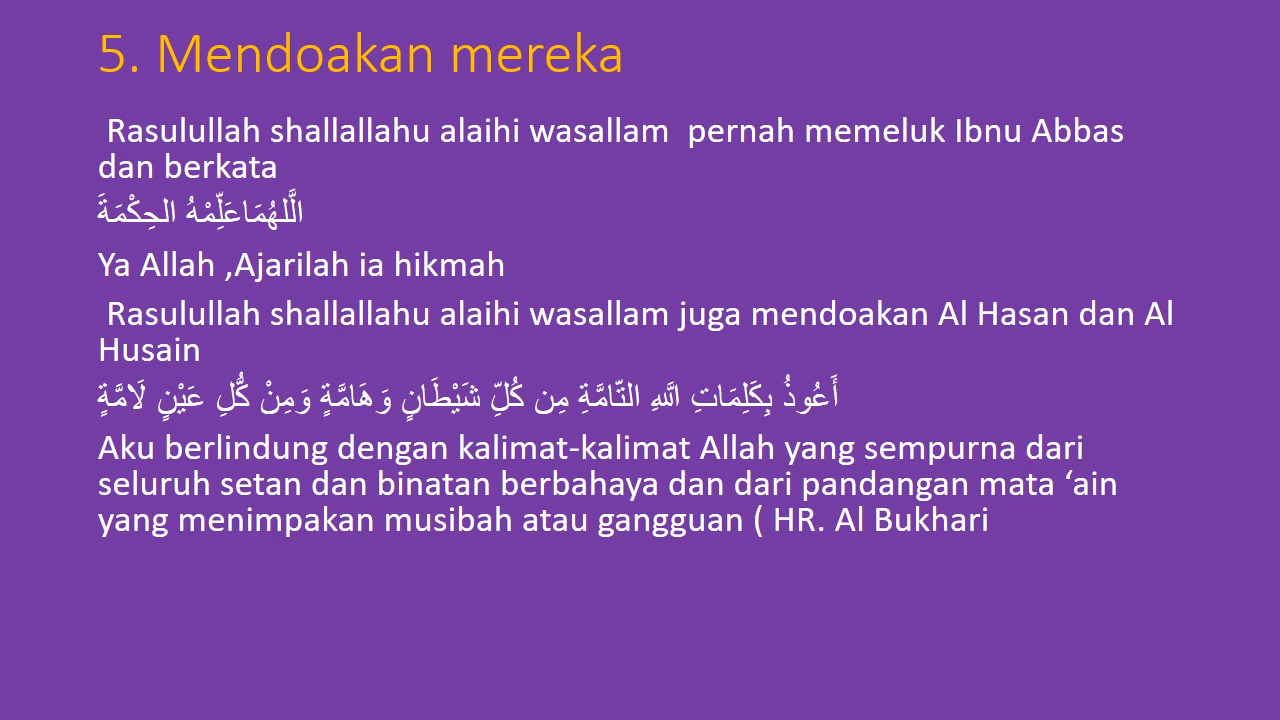 5. Mendoakan mereka
Rasulullah shallallahu alaihi wasallam  pernah memeluk Ibnu Abbas
dan berkata
الَّلهُمَاعَلِّمْهُ الحِكْمَةَ
Ya Allah ,Ajarilah ia hikmah
Rasulullah shallallahu alaihi wasallam juga mendoakan Al Hasan dan Al
Husain
أَعُوذُ بِكَلِمَاتِ اللَّهِ التّامَّةِ مِن كُلِّ شَيْطَانٍ وَهَامَّةٍ وَمِنْ كُّلِ عَيْنٍ لَامَّةٍ
Aku berlindung dengan kalimat-kalimat Allah yang sempurna dari
seluruh setan dan binatan berbahaya dan dari pandangan mata ‘ain
yang menimpakan musibah atau gangguan ( HR. Al Bukhari